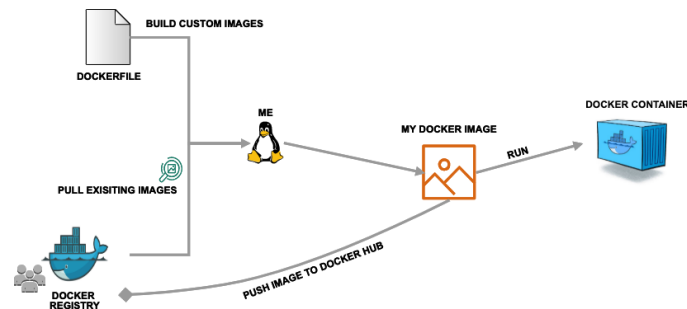 BUILD CUSTOM IMAGES
DOCKERFILE
ME
MY DOCKER IMAGE
DOCKER CONTAINER
RUN
PULL EXISITING IMAGES
PUSH IMAGE TO DOCKER HUB
DOCKER
REGISTRY